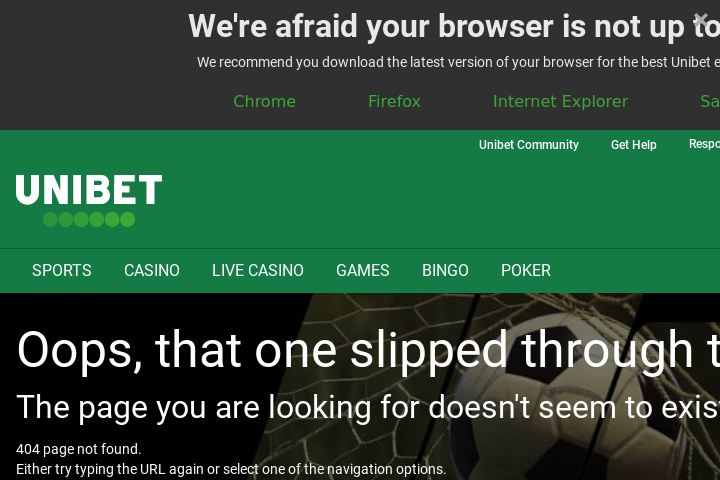 We're afraid your browser is not up to
We recommend you download the latest version of your browser for the best Unibet
Chrome Firefox Internet Explorer
Unibet Community Get Help
UNIBET
SPORTS CASINO LIVE CASINO GAMES BINGO POKER
Oops, that one slipped through
The page you are looking for doesn't seem to
404 page not found.
Either try typing the URL again or select one of the navigation options.